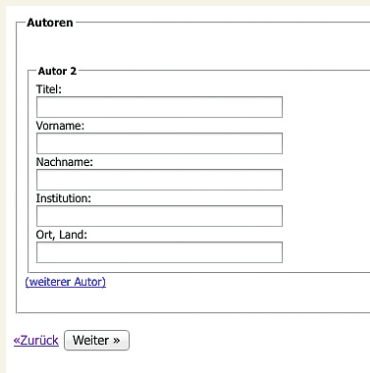 Autoren
Autor 2
Titel:
Vorname:
Nachname:
Institution:
Ort, Land:
(weiterer Autor)
«Zurück Weiter »